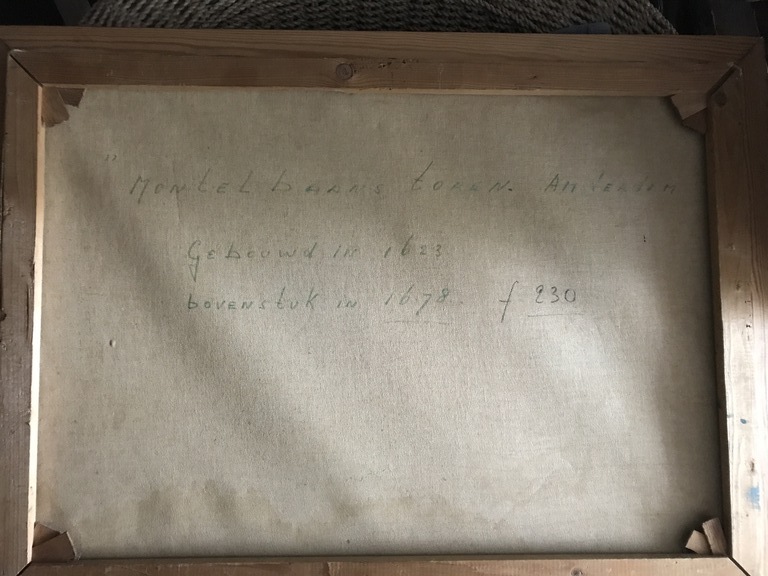 " Montelbaans toren. Amsterdam
Gebouwd in 1623
bovenstuk in 1678 f 230